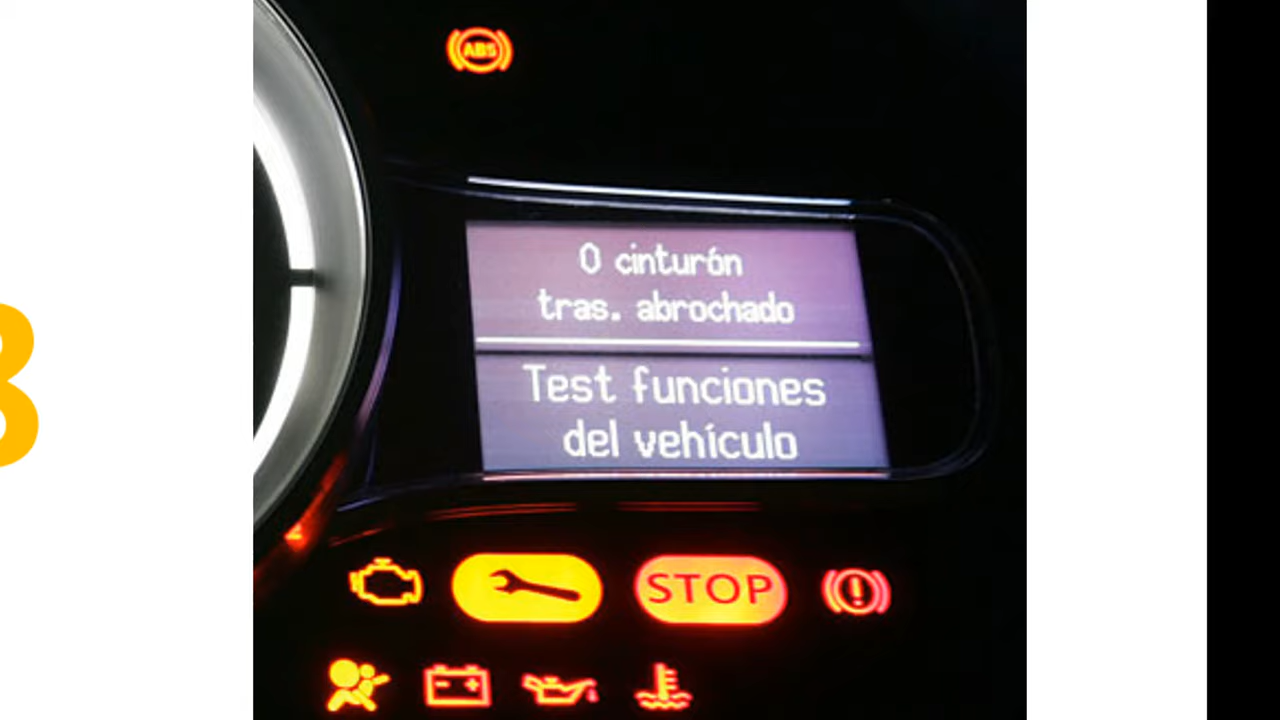 ABS
0 cinturón
tras. abrochado
Test funciones
del vehículo
STOP